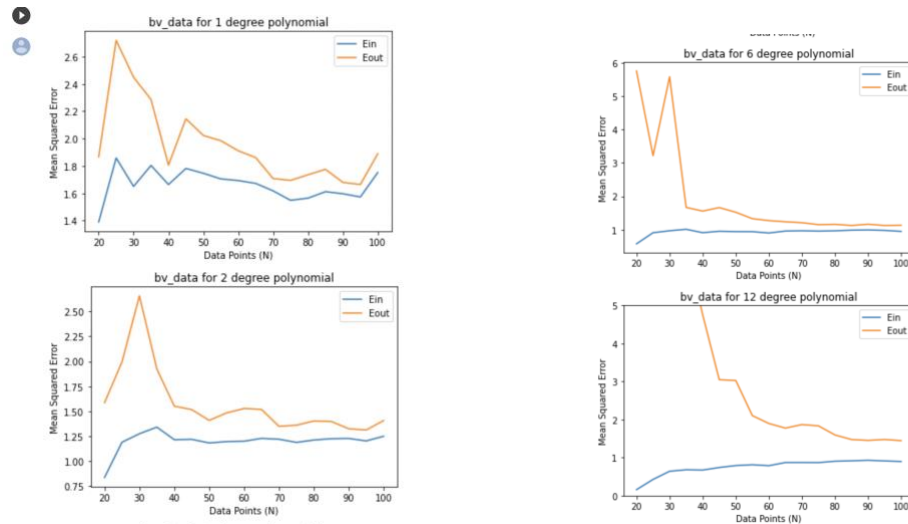 bv_data for 1 degree polynomial
Ein
Eout
Mean Squared Error
2.6
2.4
2.2
2.0
1.8
1.6
1.4
20 30 40 50 60 70 80 90 100
Data Points (N)
bv_data for 2 degree polynomial
Ein
Eout
Mean Squared Error
2.50
2.25
2.00
1.75
1.50
1.25
1.00
0.75
20 30 40 50 60 70 80 90 100
Data Points (N)
Data Points (N)
bv_data for 6 degree polynomial
Ein
Eout
Mean Squared Error
6
5
4
3
2
1
20 30 40 50 60 70 80 90 100
Data Points (N)
bv_data for 12 degree polynomial
Ein
Eout
Mean Squared Error
5
4
3
2
1
0
20 30 40 50 60 70 80 90 100
Data Points (N)